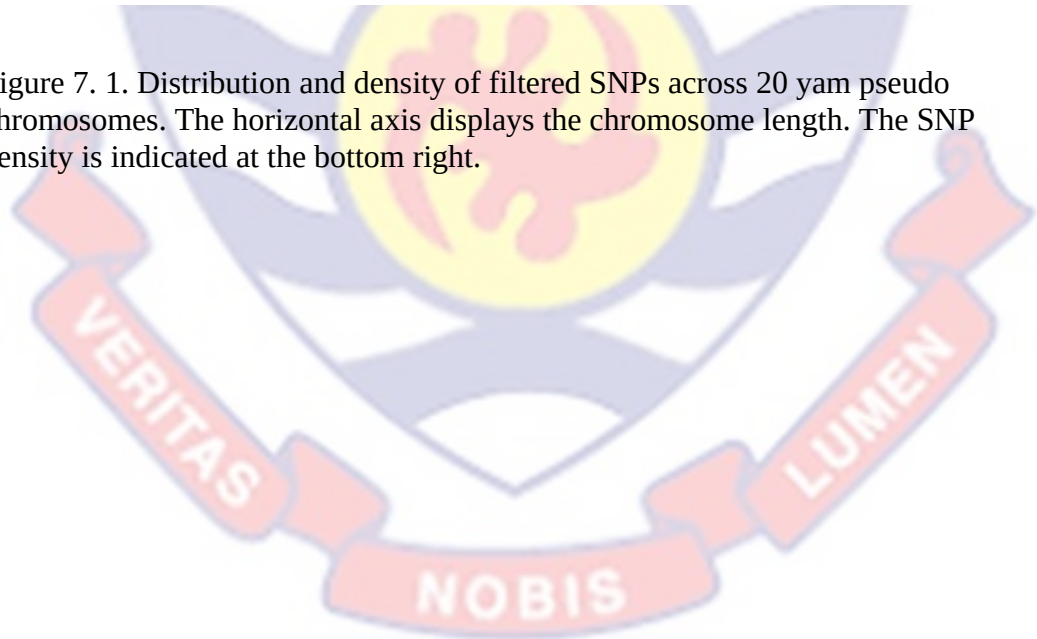 igure 7. 1. Distribution and density of filtered SNPs across 20 yam pseudo
hromosomes. The horizontal axis displays the chromosome length. The SNP
ensity is indicated at the bottom right.
VERITAS
NOBIS
LUMEN